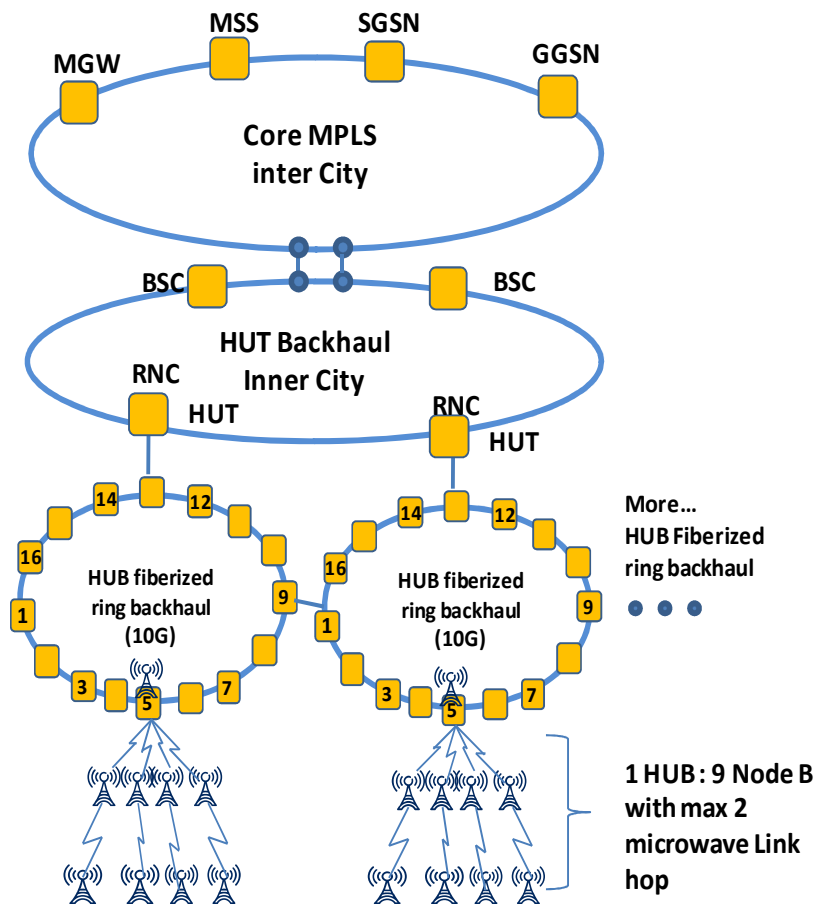 MSS
SGSN
MGW
GGSN
Core MPLS
inter City
BSC
BSC
HUT Backhaul
Inner City
RNC
HUT
RNC
HUT
14
12
16
1
3
5
7
9
HUB fiberized
ring backhaul
(10G)
14
12
16
1
3
5
7
9
HUB fiberized
ring backhaul
(10G)
More...
HUB Fiberized
ring backhaul
1 HUB : 9 Node B
with max 2
microwave Link
hop